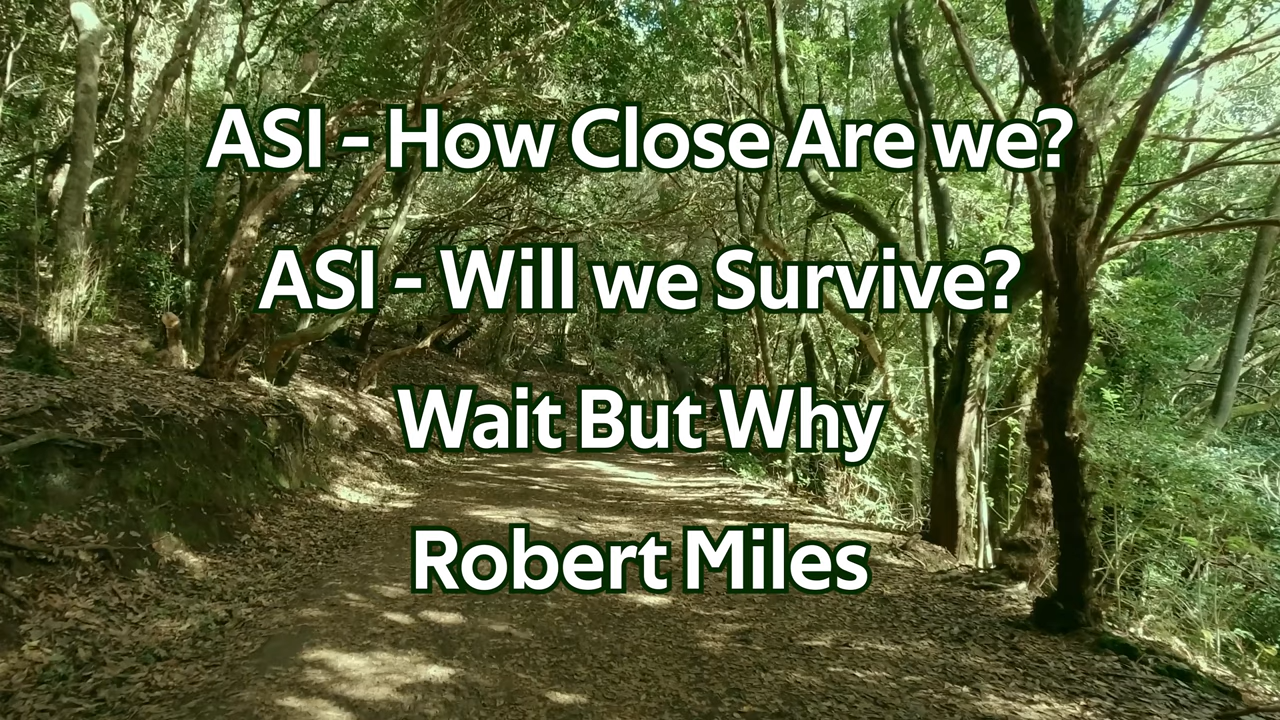 ASI - How Close Are we?
ASI - Will we Survive?
Wait But Why
Robert Miles